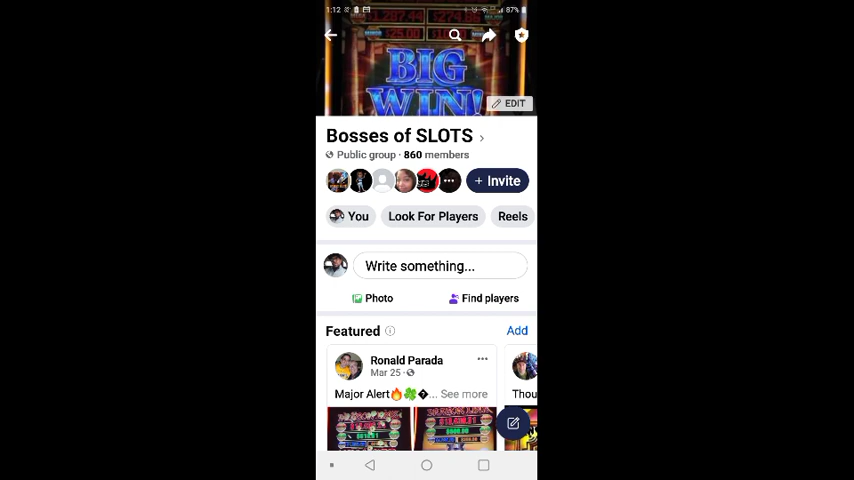 1:12
87%
BIG
WIN!
EDIT
Bosses of SLOTS
Public group · 860 members
+ Invite
You
Look For Players
Reels
Write something...
Photo
Find players
Featured
Add
Ronald Parada
Mar 25 ·
Major Alert🔥🍀�... See more
Thou